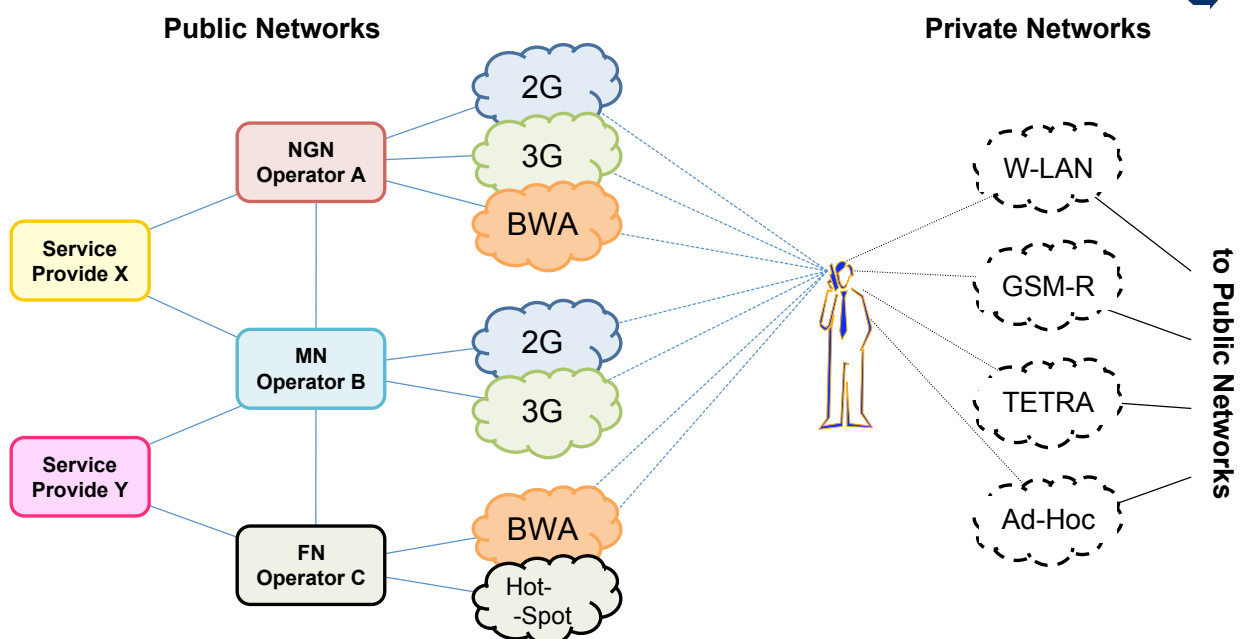 Public Networks
Private Networks
2G
3G
BWA
NGN
Operator A
Service
Provide X
MN
Operator B
2G
3G
Service
Provide Y
FN
Operator C
BWA
Hot-
-Spot
W-LAN
GSM-R
TETRA
Ad-Hoc
to Public Networks